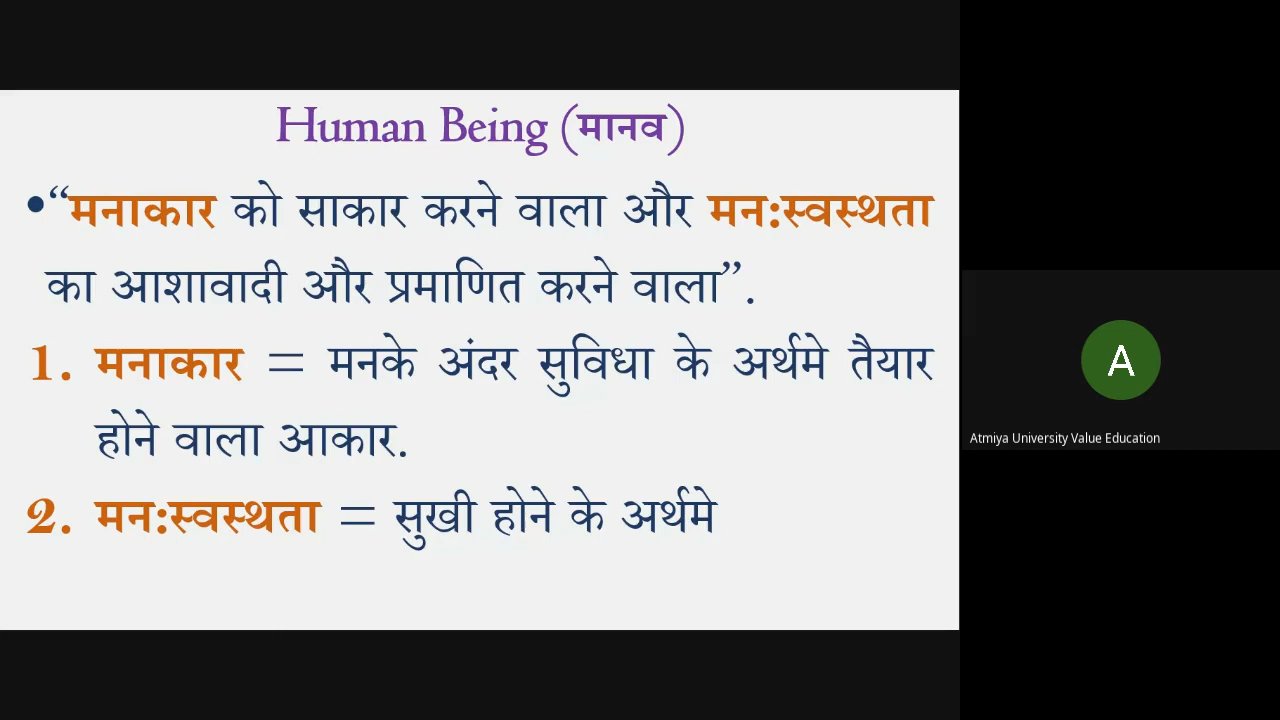 Human Being (मानव)
•“मनाकार को साकार करने वाला और मन:स्वस्थता
का आशावादी और प्रमाणित करने वाला”.
1. मनाकार = मनके अंदर सुविधा के अर्थमे तैयार
होने वाला आकार.
2. मन:स्वस्थता = सुखी होने के अर्थमे
A
Atmiya University Value Education